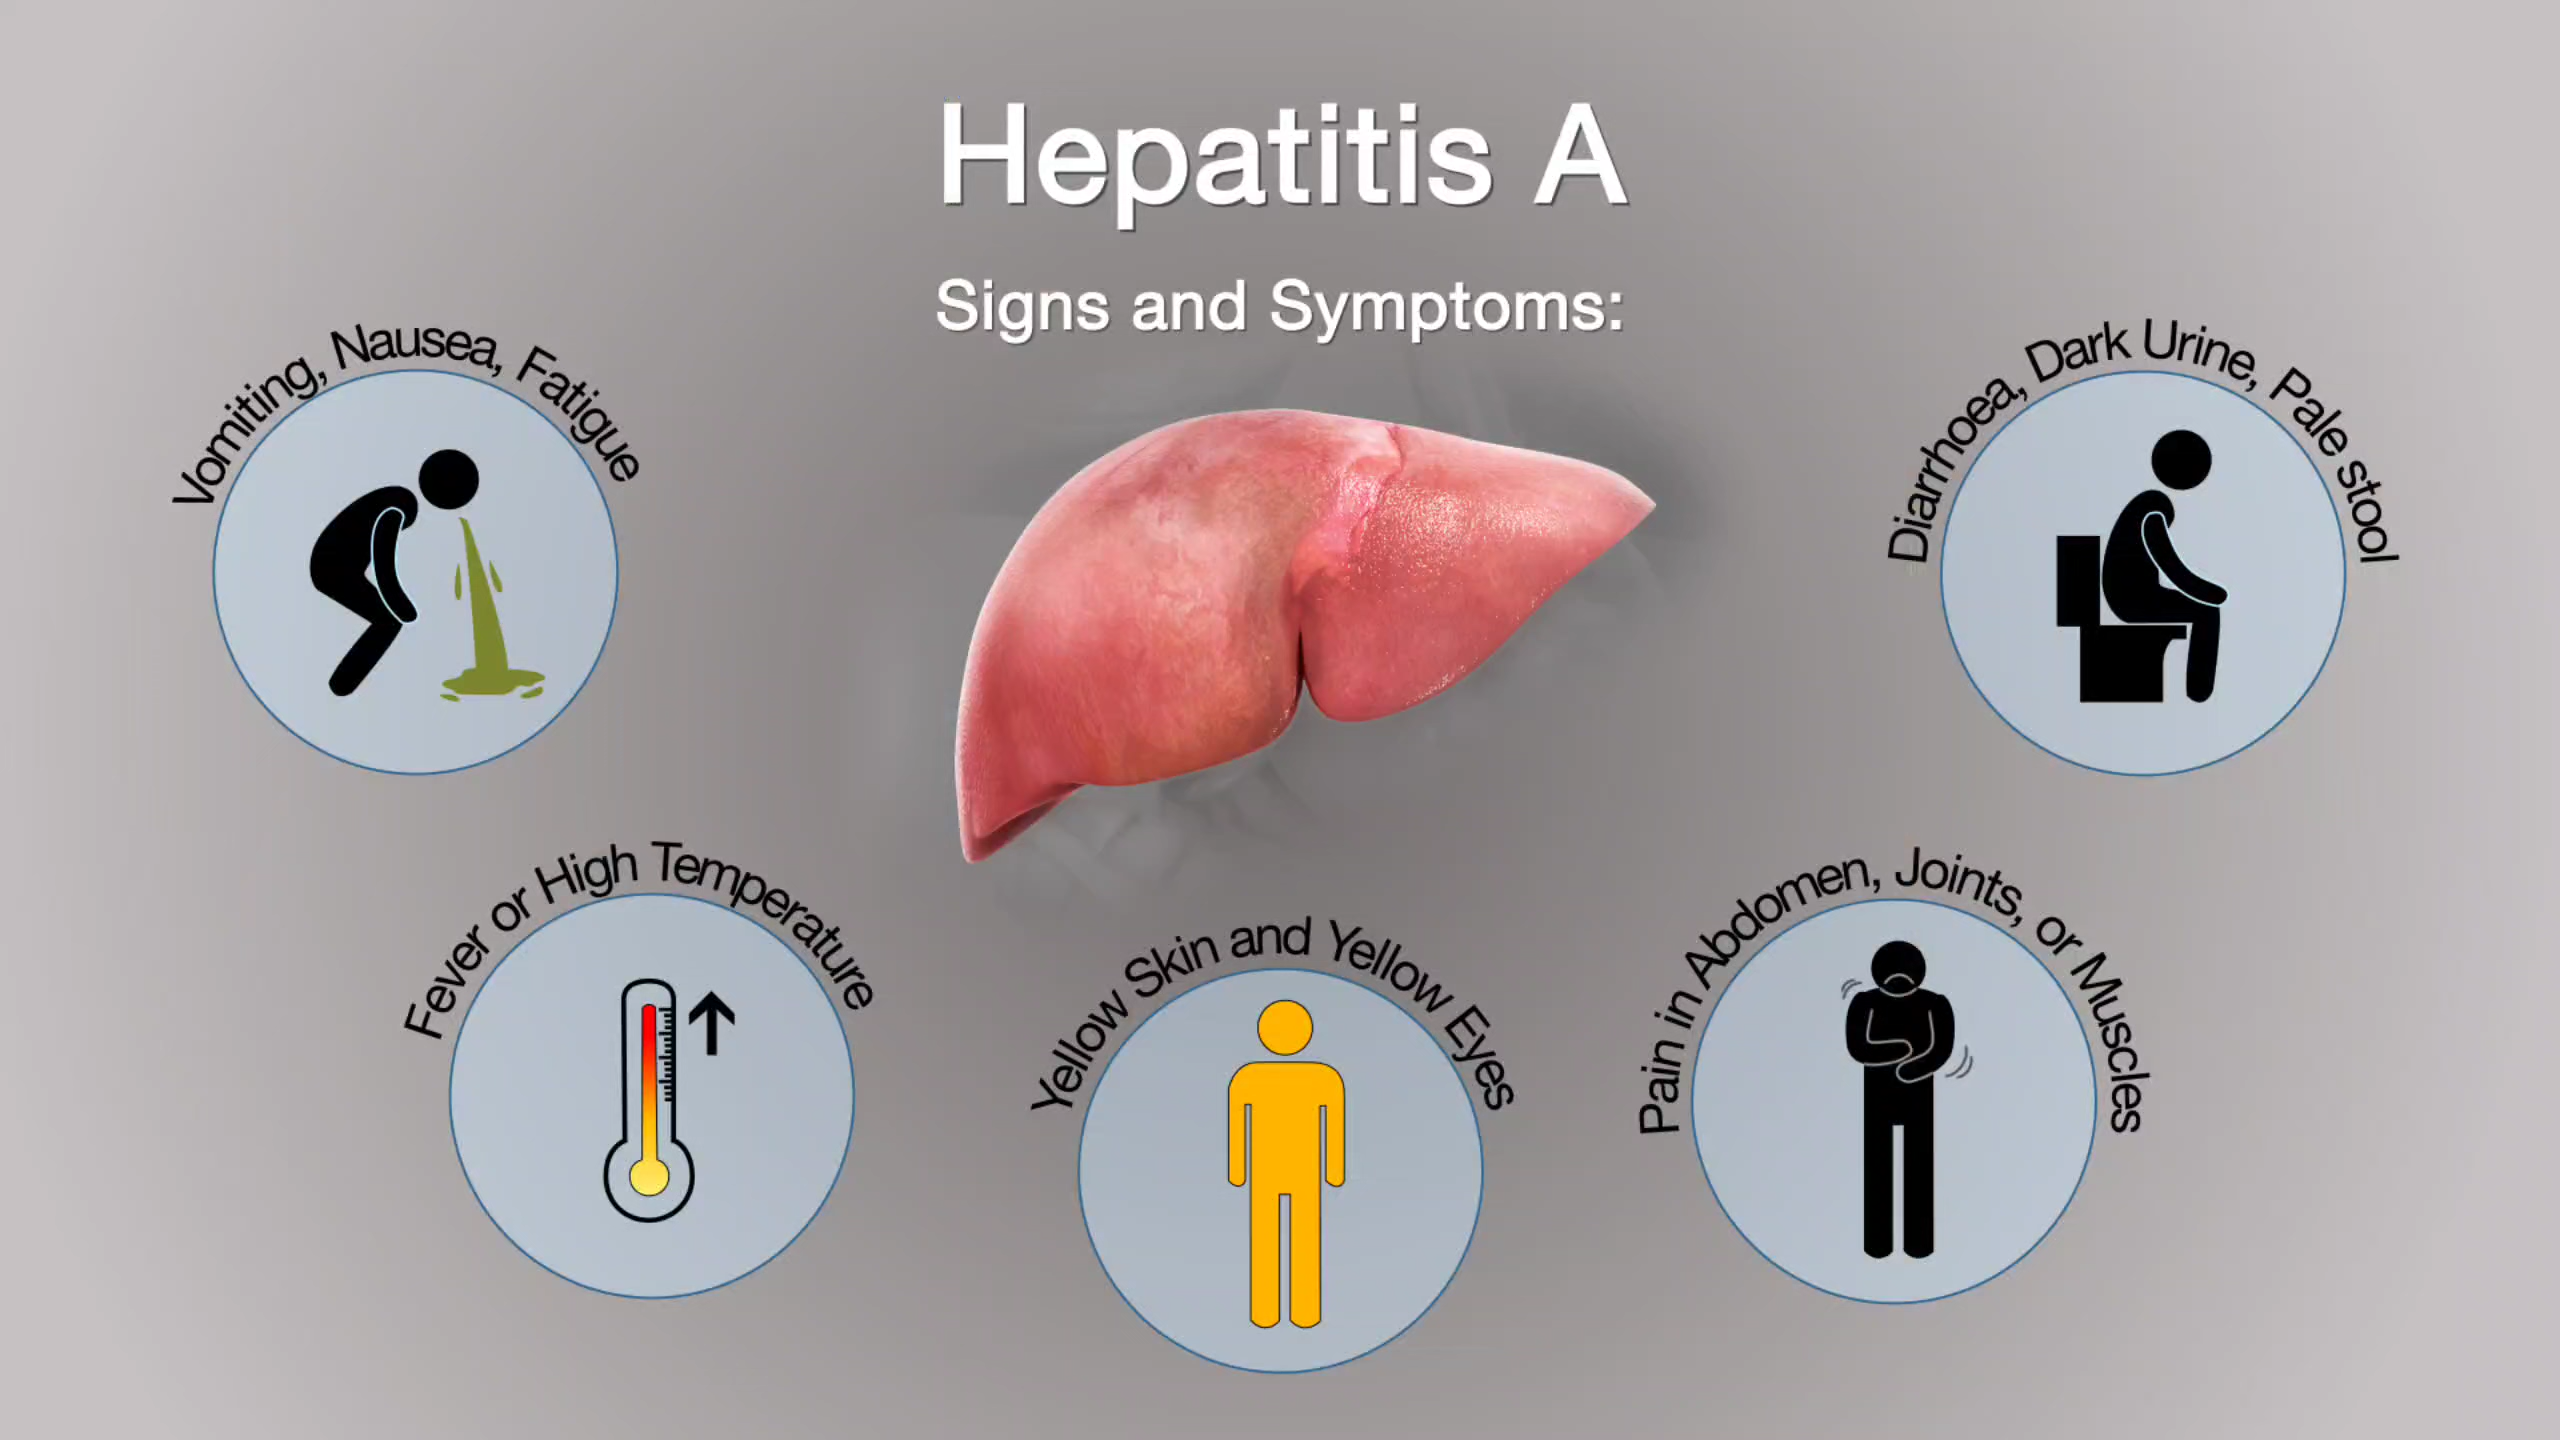 Hepatitis A
Signs and Symptoms:
Vomiting, Nausea, Fatigue
Diarrhoea, Dark Urine, Pale stool
Fever or High Temperature
Yellow Skin and Yellow Eyes
Pain in Abdomen, Joints, or Muscles